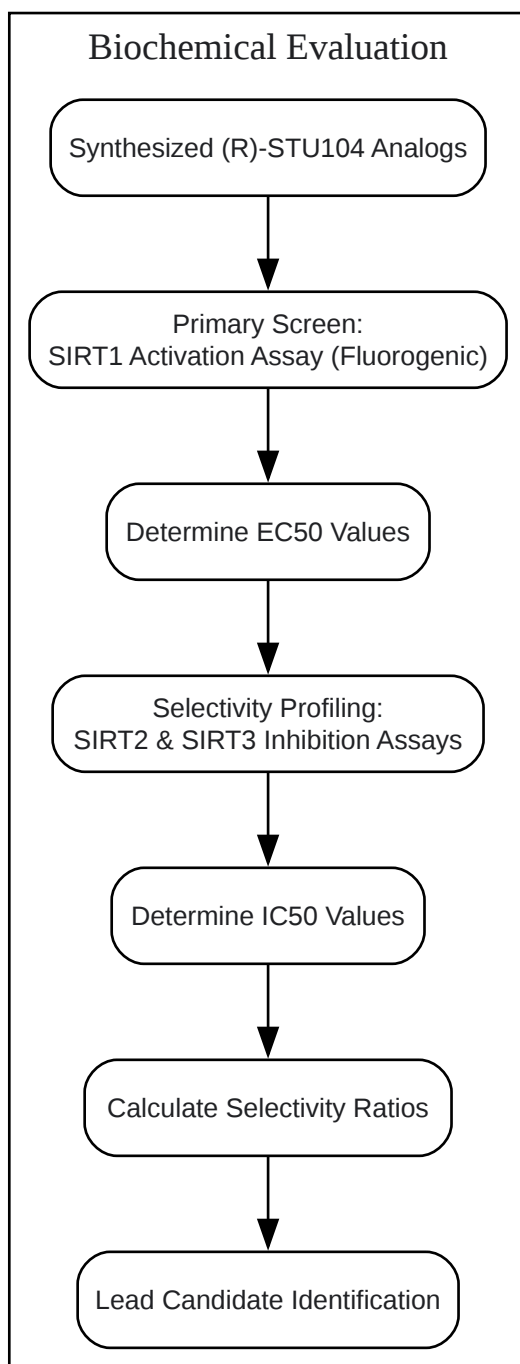 Biochemical Evaluation
Synthesized (R)-STU104 Analogs
Primary Screen:
SIRT1 Activation Assay (Fluorogenic)
Determine EC50 Values
Selectivity Profiling:
SIRT2 & SIRT3 Inhibition Assays
Determine IC50 Values
Calculate Selectivity Ratios
Lead Candidate Identification